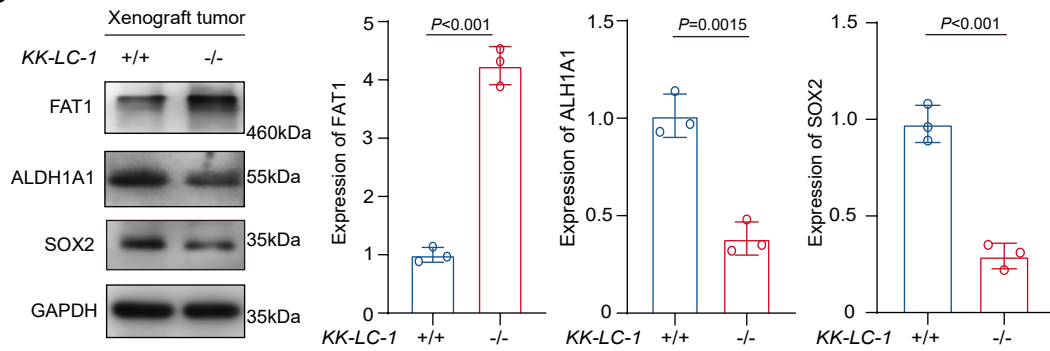 Xenograft tumor
KK-LC-1 +/+ -/-
FAT1
460kDa
ALDH1A1 55kDa
SOX2 35kDa
GAPDH 35kDa
Expression of FAT1
5
4
3
2
1
0
P<0.001
KK-LC-1 +/+ -/-
Expression of ALH1A1
1.5
1.0
0.5
0
P=0.0015
KK-LC-1 +/+ -/-
Expression of SOX2
1.5
1.0
0.5
0
P<0.001
KK-LC-1 +/+ -/-